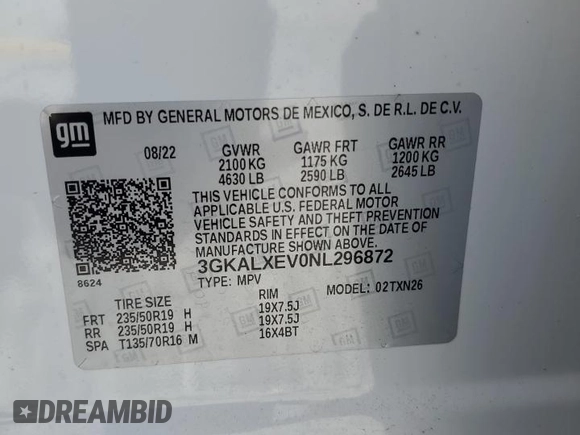 gm
MFD BY GENERAL MOTORS DE MEXICO, S. DE R.L. DE C.V.
08/22 GVWR GAWR FRT GAWR RR
2100 KG 1175 KG 1200 KG
4630 LB 2590 LB 2645 LB
THIS VEHICLE CONFORMS TO ALL
APPLICABLE U.S. FEDERAL MOTOR
VEHICLE SAFETY AND THEFT PREVENTION
STANDARDS IN EFFECT ON THE DATE OF
MANUFACTURE SHOWN ABOVE.
3GKALXEV0NL296872
8624 TYPE: MPV MODEL: 02TXN26
TIRE SIZE RIM
FRT 235/50R19 H 19X7.5J
RR 235/50R19 H 19X7.5J
SPA T135/70R16 M 16X4BT
DREAMBID